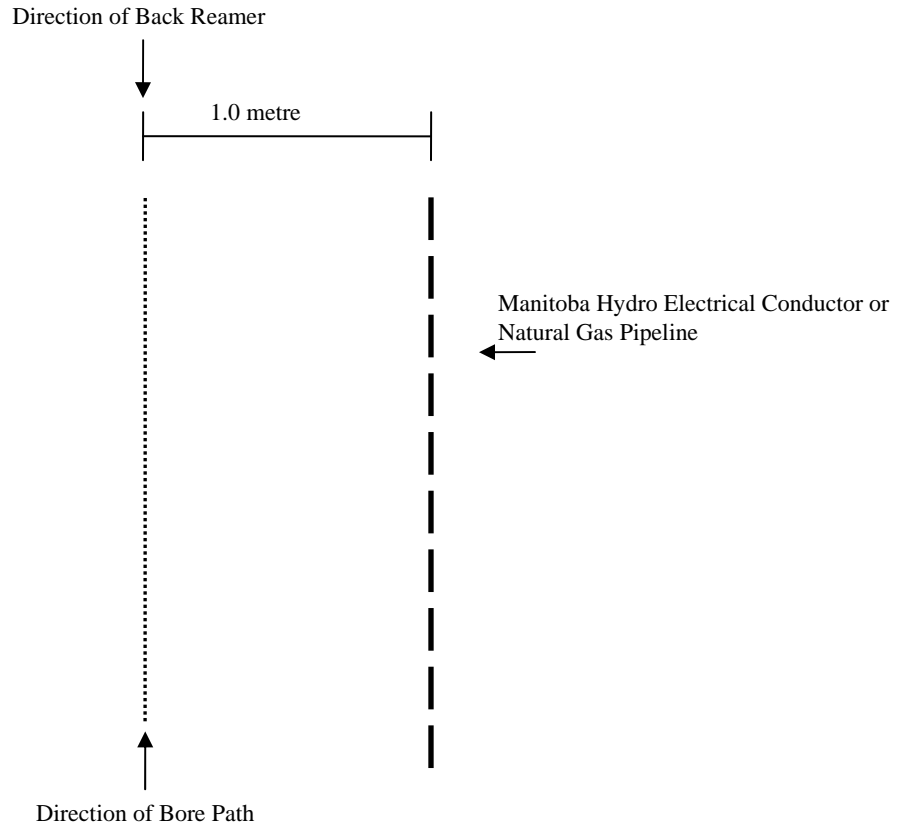 Direction of Back Reamer
1.0 metre
Manitoba Hydro Electrical Conductor or
Natural Gas Pipeline
Direction of Bore Path